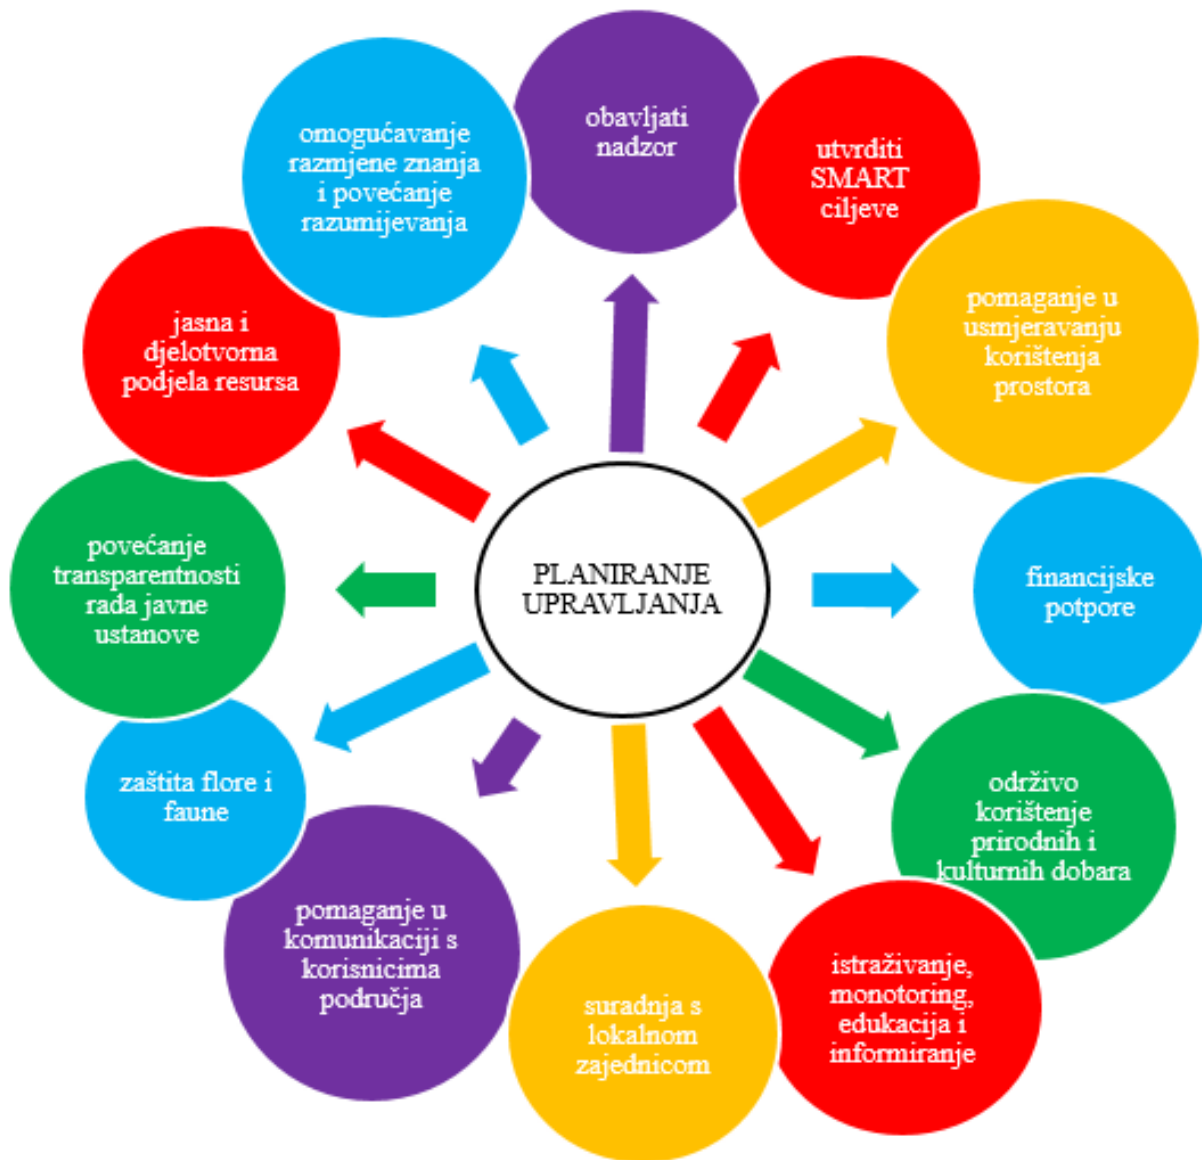 obavljati
nadzor
utvrditi
SMART
ciljeve
pomaganje u
usmjeravanju
korištenja
prostora
financijske
potpore
održivo
korištenje
prirodnih i
kulturnih dobara
istraživanje,
monotoring,
edukacija i
informiranje
suradnja s
lokalnom
zajednicom
pomaganje u
komunikaciji s
korisnicima
područja
zaštita flore i
faune
povećanje
transparentnosti
rada javne
ustanove
jasna i
djelotvorna
podjela resursa
omogućavanje
razmjene znanja
i povećanje
razumijevanja
PLANIRANJE
UPRAVLJANJA